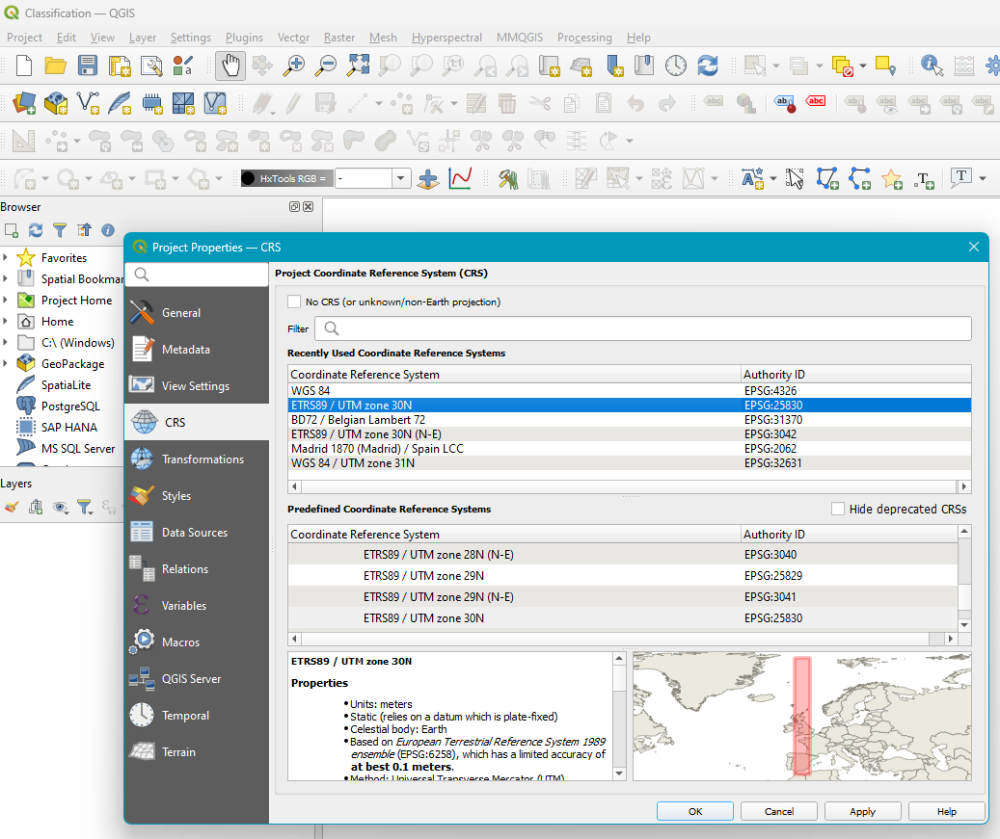 Classification — QGIS
Project Edit View Layer Settings Plugins Vector Raster Mesh Hyperspectral MMQGIS Processing Help
HxTools RGB = -
Browser
Favorites
Spatial Bookmar
Project Home
Home
C:\ (Windows)
GeoPackage
SpatiaLite
PostgreSQL
SAP HANA
MS SQL Server
Layers
Project Properties — CRS
General
Metadata
View Settings
CRS
Transformations
Styles
Data Sources
Relations
Variables
Macros
QGIS Server
Temporal
Terrain
Project Coordinate Reference System (CRS)
No CRS (or unknown/non-Earth projection)
Filter
Recently Used Coordinate Reference Systems
Coordinate Reference System Authority ID
WGS 84 EPSG:4326
ETRS89 / UTM zone 30N EPSG:25830
BD72 / Belgian Lambert 72 EPSG:31370
ETRS89 / UTM zone 30N (N-E) EPSG:3042
Madrid 1870 (Madrid) / Spain LCC EPSG:2062
WGS 84 / UTM zone 31N EPSG:32631
Predefined Coordinate Reference Systems Hide deprecated CRSs
Coordinate Reference System Authority ID
ETRS89 / UTM zone 28N (N-E) EPSG:3040
ETRS89 / UTM zone 29N EPSG:25829
ETRS89 / UTM zone 29N (N-E) EPSG:3041
ETRS89 / UTM zone 30N EPSG:25830
ETRS89 / UTM zone 30N
Properties
• Units: meters
• Static (relies on a datum which is plate-fixed)
• Celestial body: Earth
• Based on European Terrestrial Reference System 1989
ensemble (EPSG:6258), which has a limited accuracy of
at best 0.1 meters.
• Method: Universal Transverse Mercator (UTM)
OK Cancel Apply Help